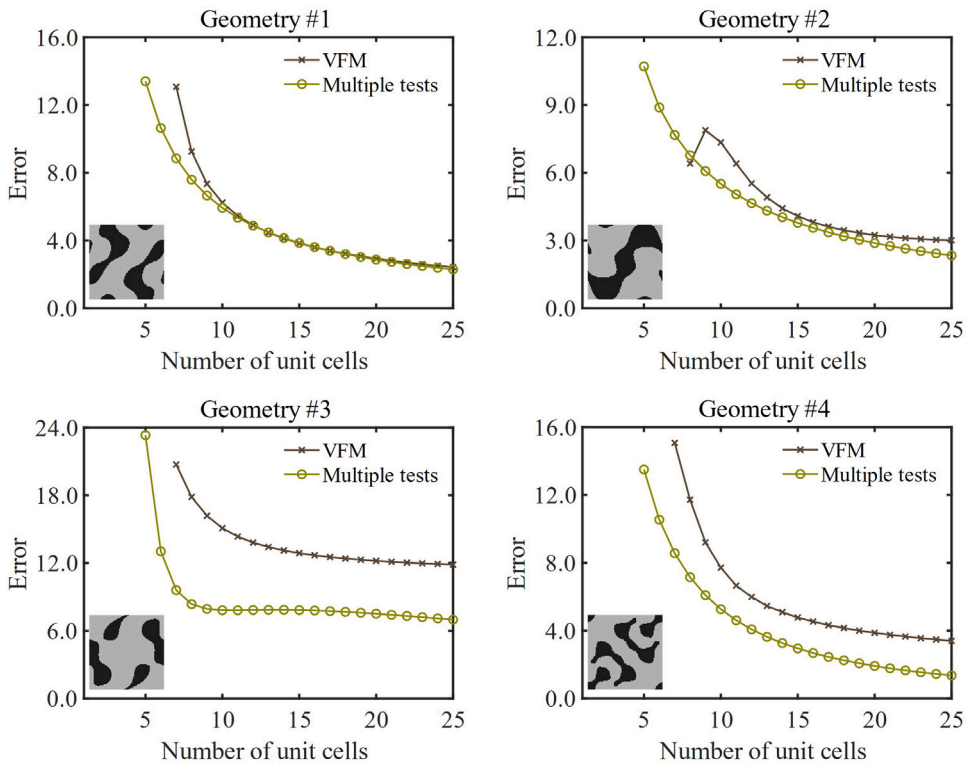 Geometry #1
16.0
12.0
8.0
4.0
0.0
Error
VFM
Multiple tests
5 10 15 20 25
Number of unit cells
Geometry #2
12.0
9.0
6.0
3.0
0.0
Error
VFM
Multiple tests
5 10 15 20 25
Number of unit cells
Geometry #3
24.0
18.0
12.0
6.0
0.0
Error
VFM
Multiple tests
5 10 15 20 25
Number of unit cells
Geometry #4
16.0
12.0
8.0
4.0
0.0
Error
VFM
Multiple tests
5 10 15 20 25
Number of unit cells